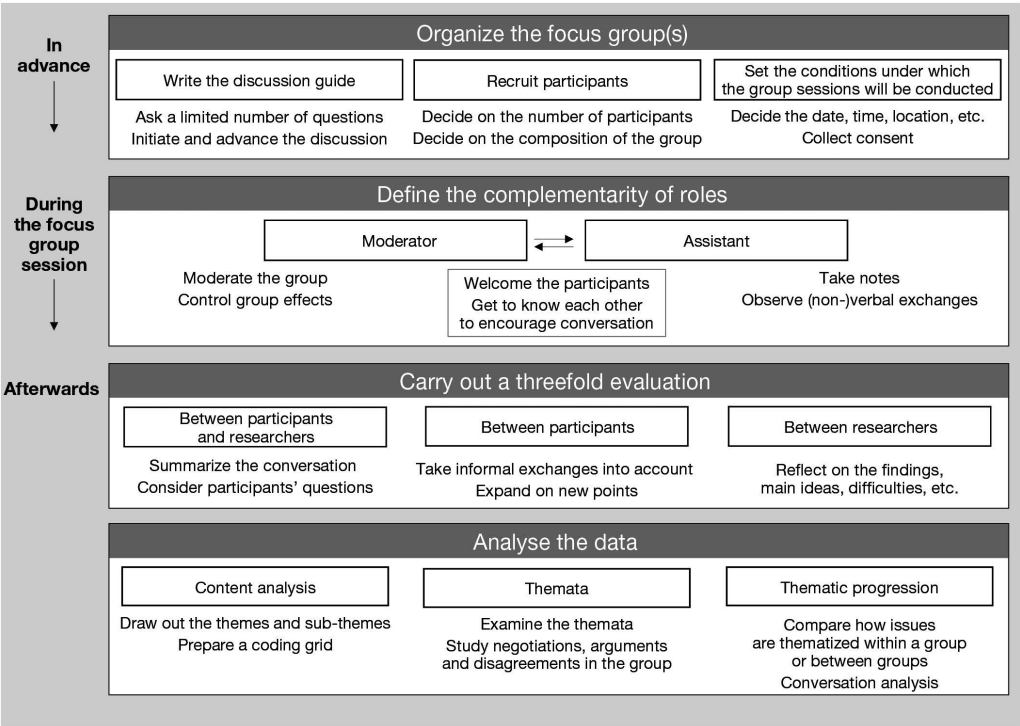 In
advance
Organize the focus group(s)
Write the discussion guide
Ask a limited number of questions
Initiate and advance the discussion
Recruit participants
Decide on the number of participants
Decide on the composition of the group
Set the conditions under which
the group sessions will be conducted
Decide the date, time, location, etc.
Collect consent
During
the focus
group
session
Define the complementarity of roles
Moderator
Moderate the group
Control group effects
Welcome the participants
Get to know each other
to encourage conversation
Assistant
Take notes
Observe (non-)verbal exchanges
Afterwards
Carry out a threefold evaluation
Between participants
and researchers
Summarize the conversation
Consider participants’ questions
Between participants
Take informal exchanges into account
Expand on new points
Between researchers
Reflect on the findings,
main ideas, difficulties, etc.
Analyse the data
Content analysis
Draw out the themes and sub-themes
Prepare a coding grid
Themata
Examine the themata
Study negotiations, arguments
and disagreements in the group
Thematic progression
Compare how issues
are thematized within a group
or between groups
Conversation analysis